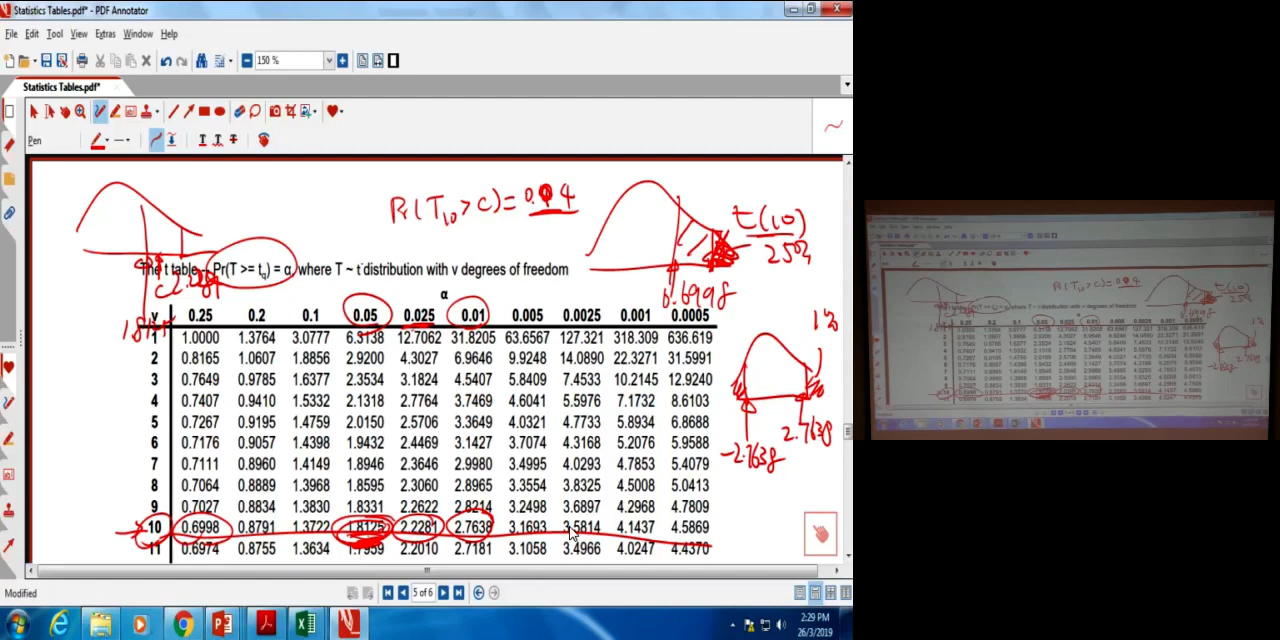 Statistics Tables.pdf* - PDF Annotator
File Edit Tool View Extras Window Help
150 %
Statistics Tables.pdf*
Pen
Pr(T10 > C) = 0.04
t(10)
25%
0.6998
C 2.2281
The t table - Pr(T >= tα) = α, where T ~ t distribution with v degrees of freedom
α
v 0.25 0.2 0.1 0.05 0.025 0.01 0.005 0.0025 0.001 0.0005
1 1.0000 1.3764 3.0777 6.3138 12.7062 31.8205 63.6567 127.321 318.309 636.619
2 0.8165 1.0607 1.8856 2.9200 4.3027 6.9646 9.9248 14.0890 22.3271 31.5991
3 0.7649 0.9785 1.6377 2.3534 3.1824 4.5407 5.8409 7.4533 10.2145 12.9240
4 0.7407 0.9410 1.5332 2.1318 2.7764 3.7469 4.6041 5.5976 7.1732 8.6103
5 0.7267 0.9195 1.4759 2.0150 2.5706 3.3649 4.0321 4.7733 5.8934 6.8688
6 0.7176 0.9057 1.4398 1.9432 2.4469 3.1427 3.7074 4.3168 5.2076 5.9588
7 0.7111 0.8960 1.4149 1.8946 2.3646 2.9980 3.4995 4.0293 4.7853 5.4079
8 0.7064 0.8889 1.3968 1.8595 2.3060 2.8965 3.3554 3.8325 4.5008 5.0413
9 0.7027 0.8834 1.3830 1.8331 2.2622 2.8214 3.2498 3.6897 4.2968 4.7809
10 0.6998 0.8791 1.3722 1.8125 2.2281 2.7638 3.1693 3.5814 4.1437 4.5869
11 0.6974 0.8755 1.3634 1.7959 2.2010 2.7181 3.1058 3.4966 4.0247 4.4370
1%
2.7638
-2.7638
5 of 6
Modified
2:29 PM
26/3/2019